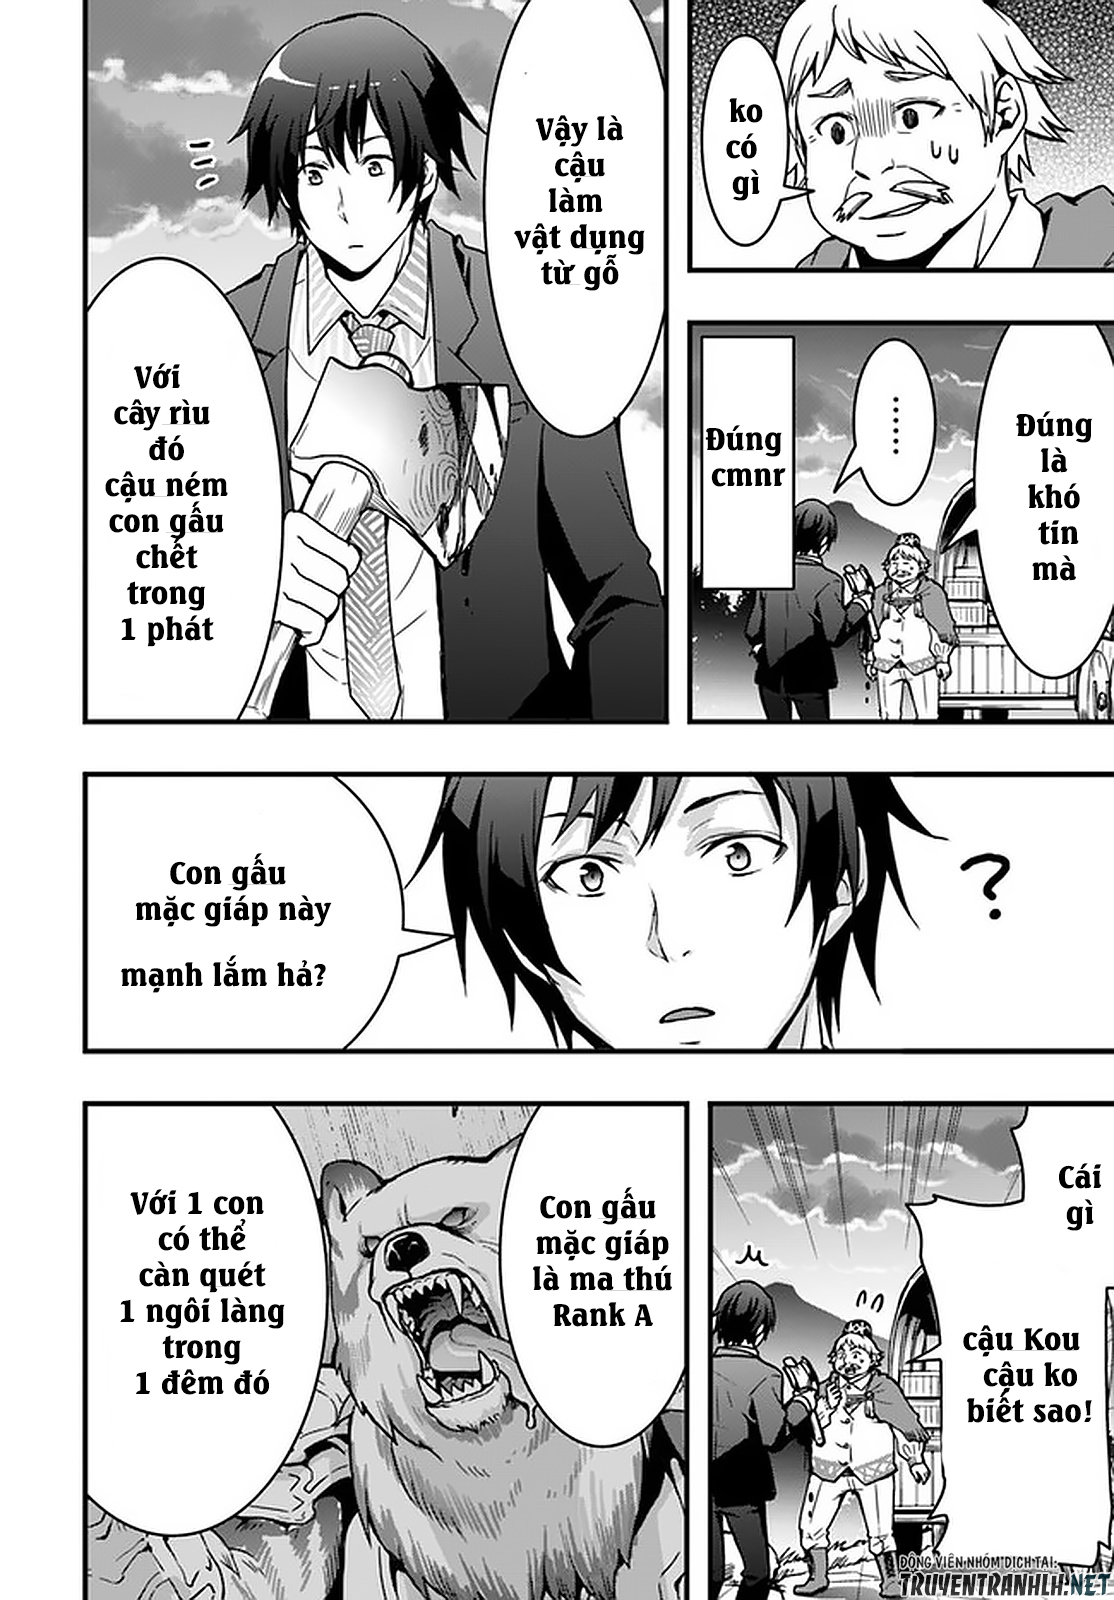 ko
có
gì
Vậy là
cậu
làm
vật dụng
từ gỗ
Với
cây rìu
đó
cậu ném
con gấu
chết
trong
1 phát
Đúng
là
khó
tin
mà
......
Đúng
cmnr
Con gấu
mặc giáp này
mạnh lắm hả?
?
Cái
gì
cậu Kou
cậu ko
biết sao!
Con gấu
mặc giáp
là ma thú
Rank A
Với 1 con
có thể
càn quét
1 ngôi làng
trong
1 đêm đó
ĐỘNG VIÊN NHÓM DỊCH TẠI:
TRUYENTRANHLH.NET